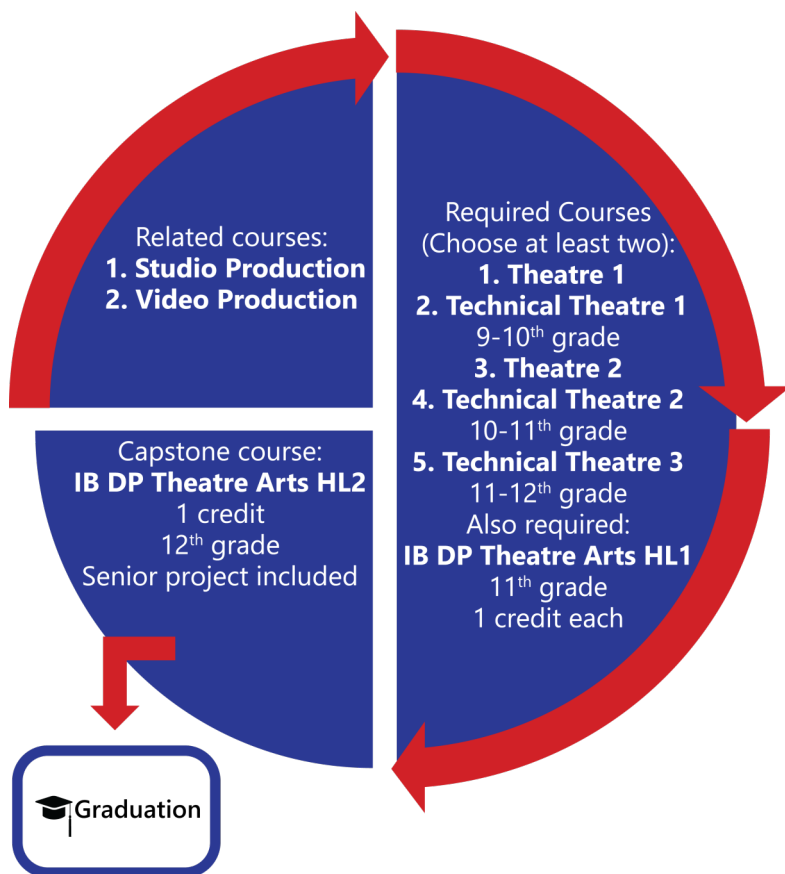 Related courses:
1. Studio Production
2. Video Production
Required Courses
(Choose at least two):
1. Theatre 1
2. Technical Theatre 1
9-10th grade
3. Theatre 2
4. Technical Theatre 2
10-11th grade
5. Technical Theatre 3
11-12th grade
Also required:
IB DP Theatre Arts HL1
11th grade
1 credit each
Capstone course:
IB DP Theatre Arts HL2
1 credit
12th grade
Senior project included
Graduation